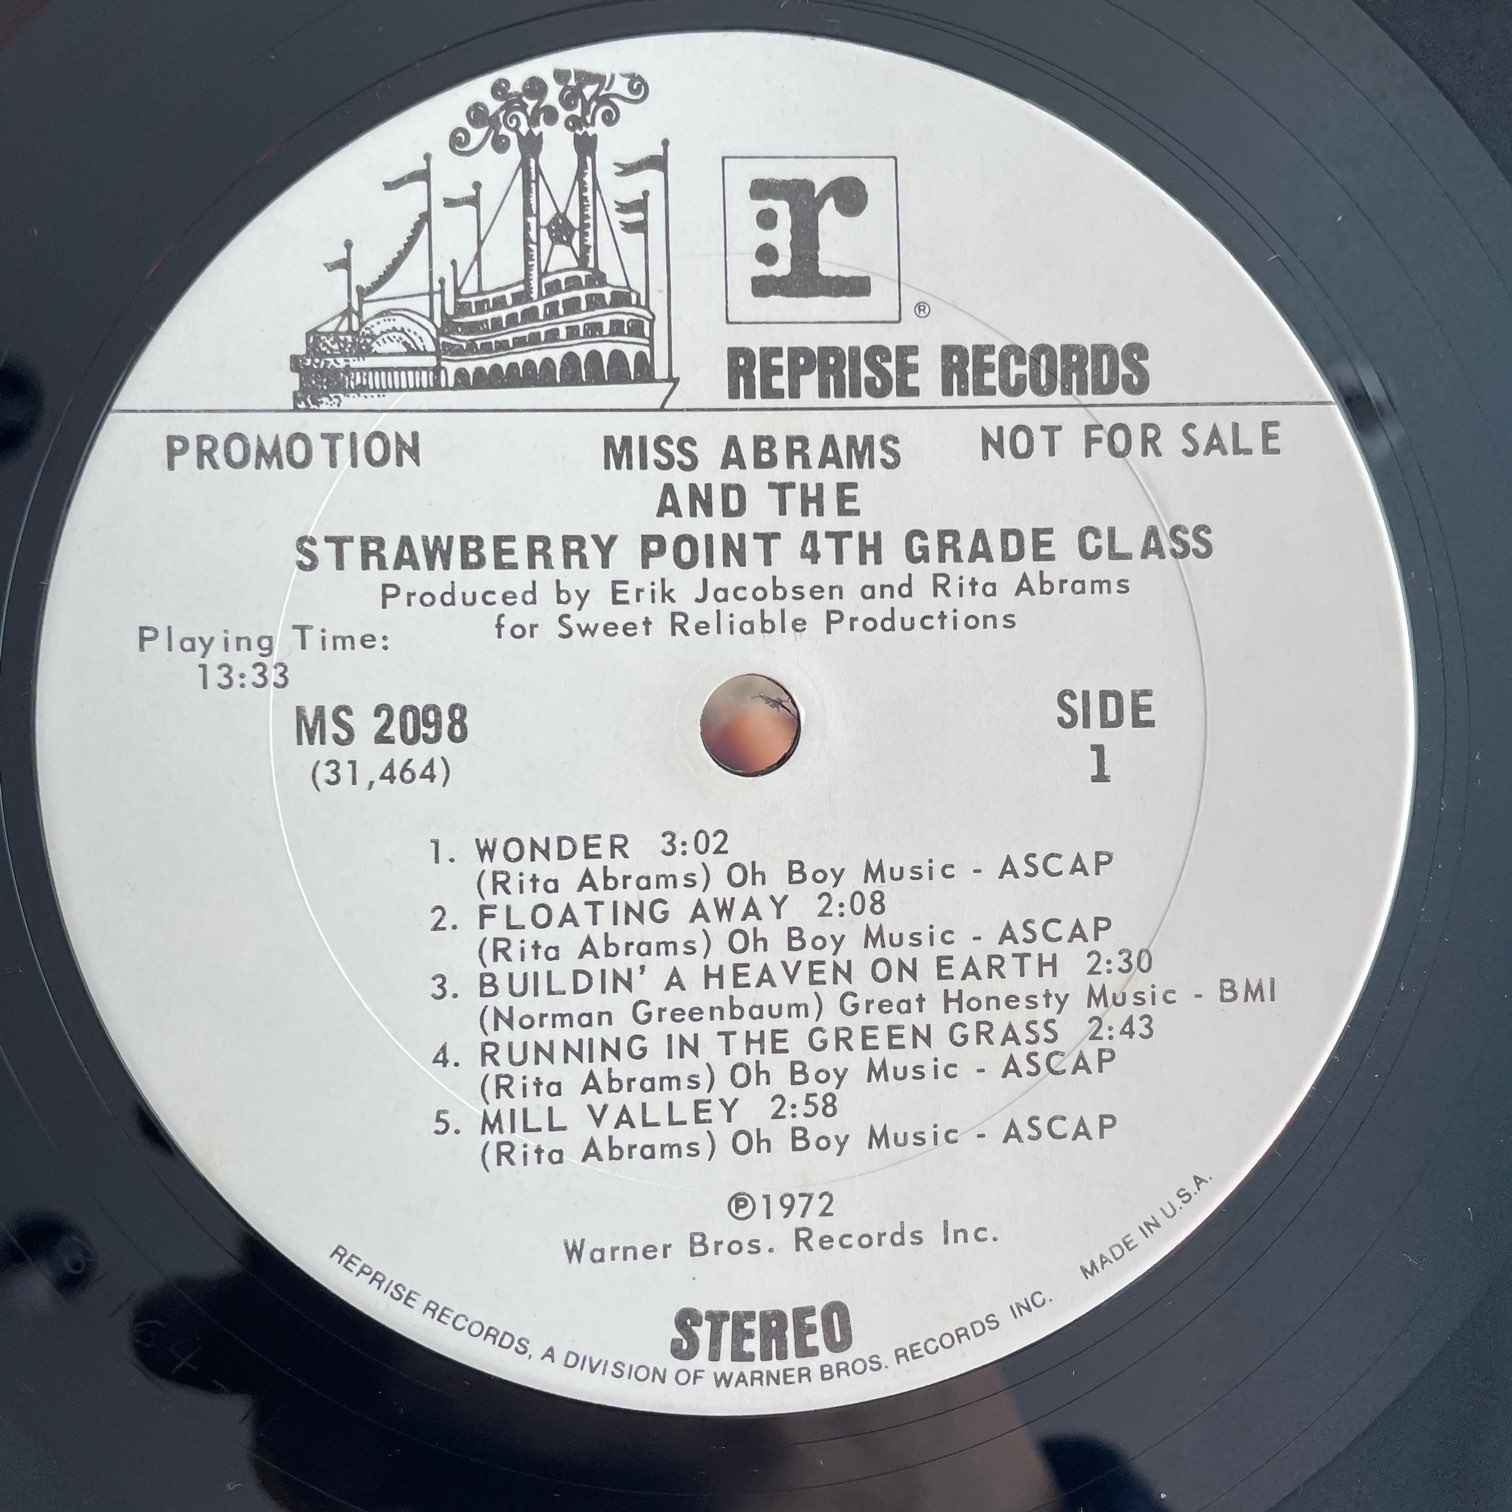 r
®
REPRISE RECORDS
PROMOTION
MISS ABRAMS
NOT FOR SALE
AND THE
STRAWBERRY POINT 4TH GRADE CLASS
Produced by Erik Jacobsen and Rita Abrams
for Sweet Reliable Productions
Playing Time:
13:33
MS 2098
(31,464)
SIDE
1
1. WONDER 3:02
(Rita Abrams) Oh Boy Music - ASCAP
2. FLOATING AWAY 2:08
(Rita Abrams) Oh Boy Music - ASCAP
3. BUILDIN' A HEAVEN ON EARTH 2:30
(Norman Greenbaum) Great Honesty Music - BMI
4. RUNNING IN THE GREEN GRASS 2:43
(Rita Abrams) Oh Boy Music - ASCAP
5. MILL VALLEY 2:58
(Rita Abrams) Oh Boy Music - ASCAP
℗1972
Warner Bros. Records Inc.
STEREO
REPRISE RECORDS, A DIVISION OF WARNER BROS. RECORDS INC. MADE IN U.S.A.